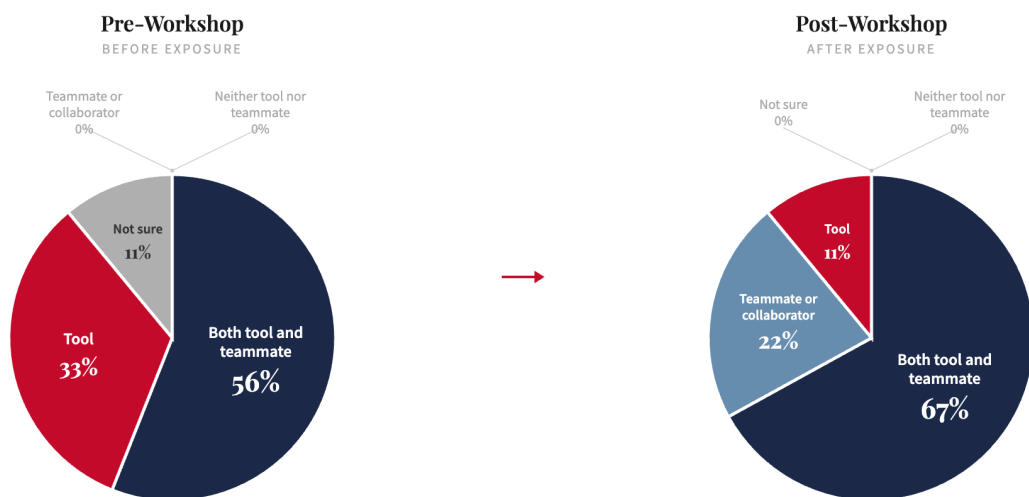 Pre-Workshop
BEFORE EXPOSURE
Teammate or
collaborator
0%
Neither tool nor
teammate
0%
Not sure
11%
Tool
33%
Both tool and
teammate
56%
Post-Workshop
AFTER EXPOSURE
Not sure
0%
Neither tool nor
teammate
0%
Tool
11%
Teammate or
collaborator
22%
Both tool and
teammate
67%